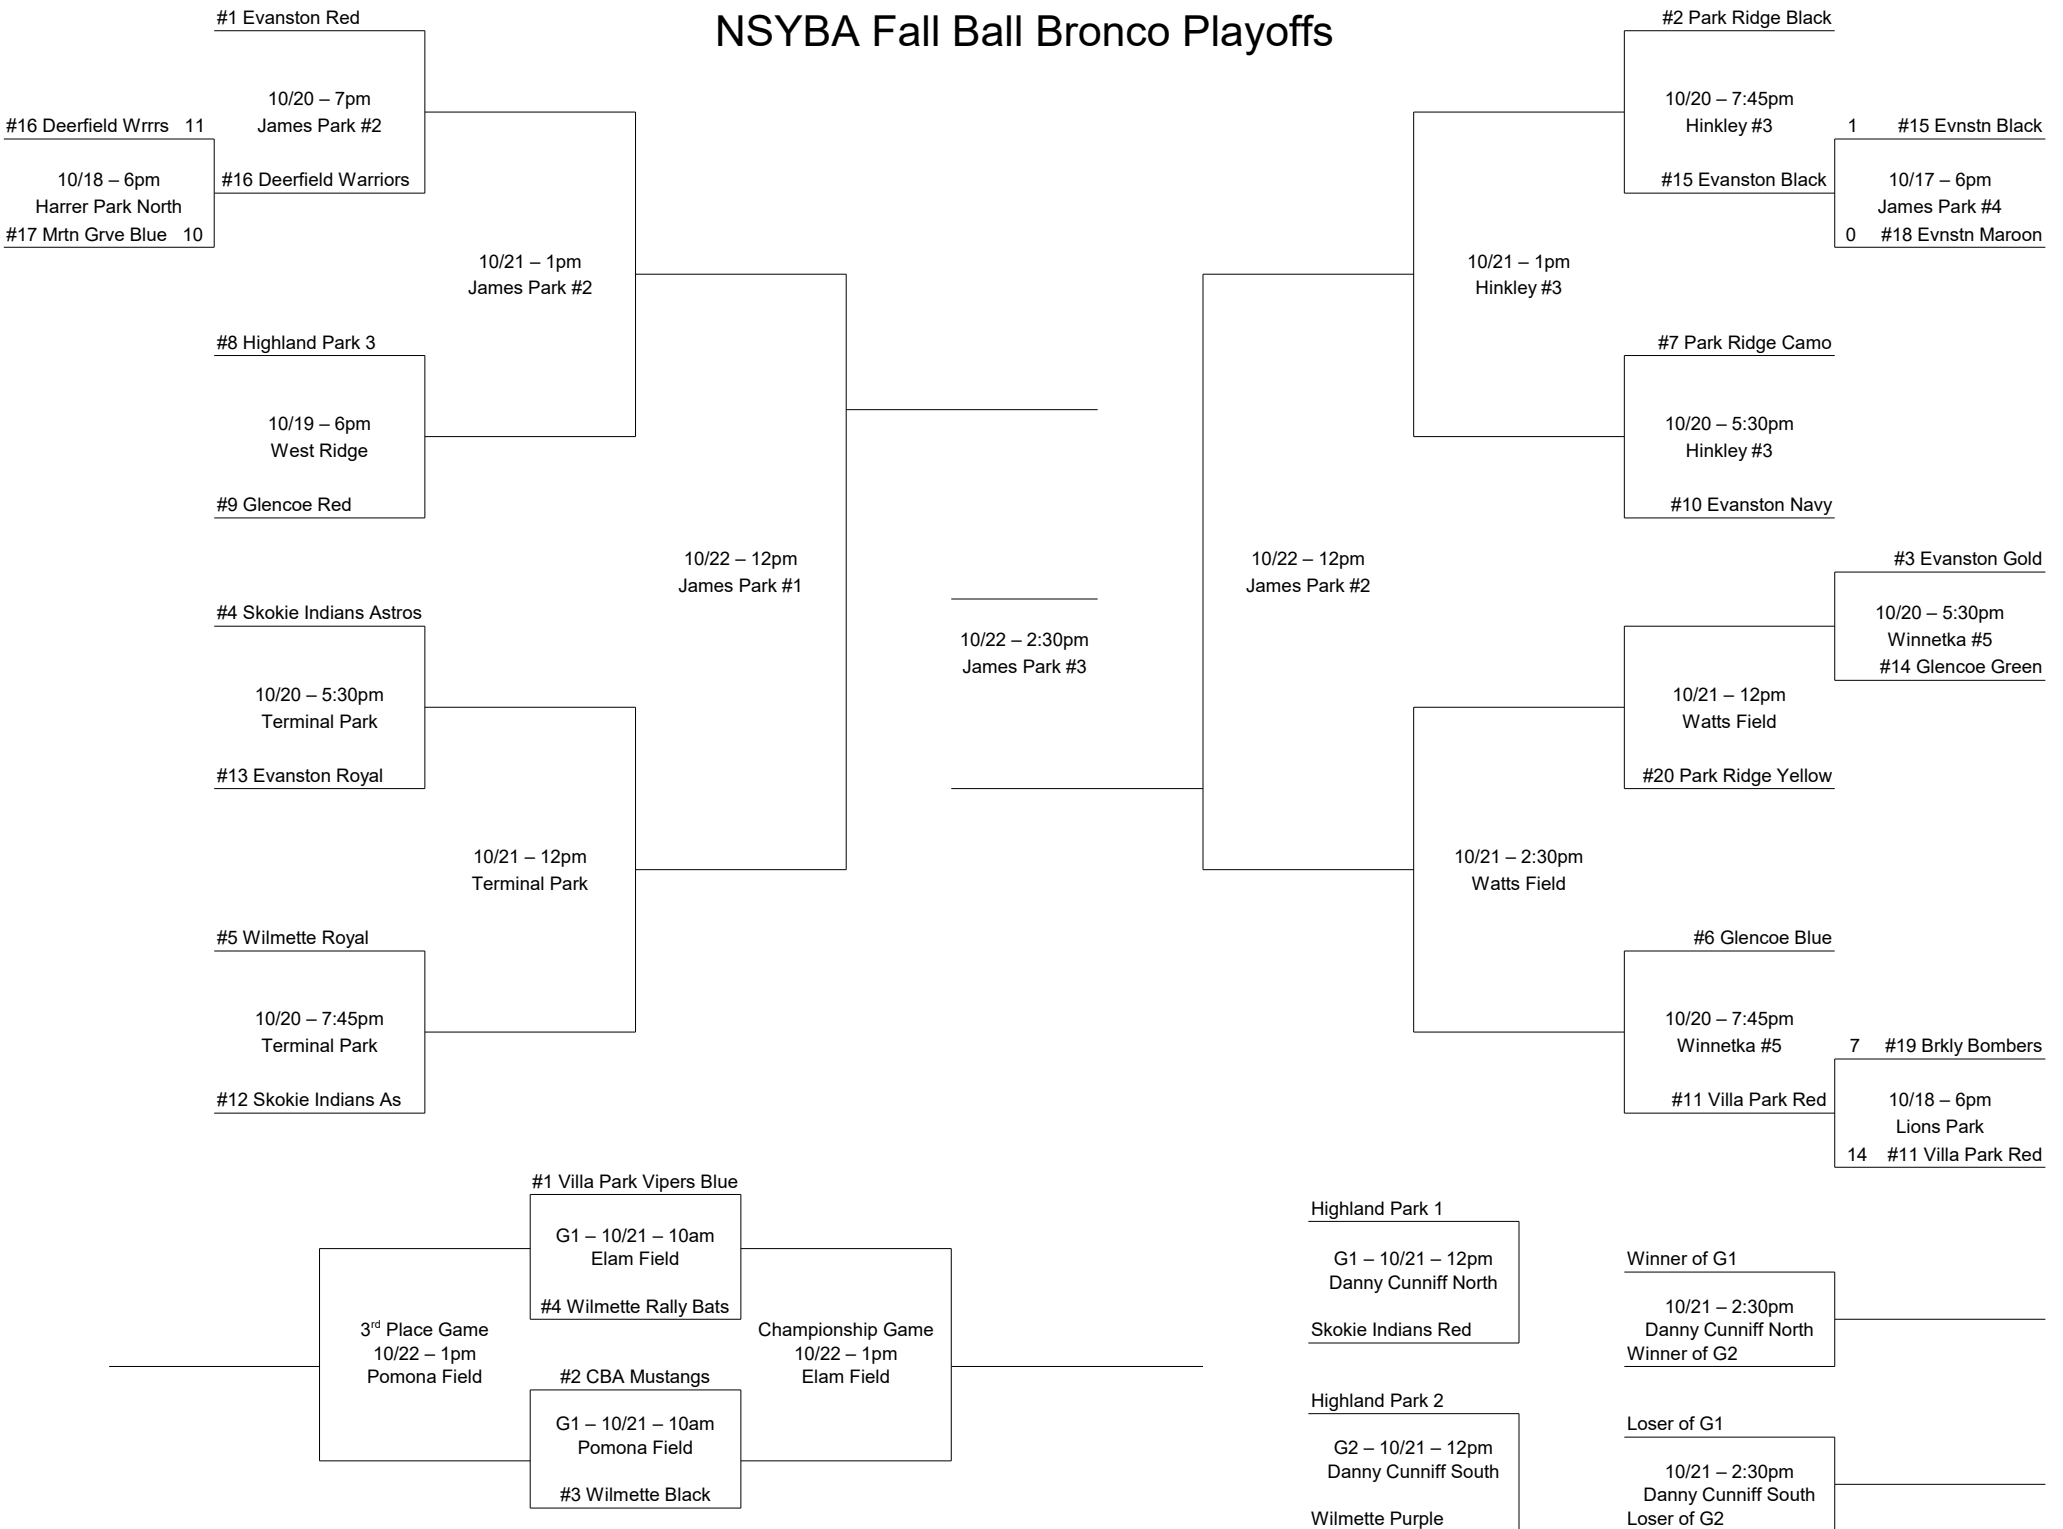 NSYBA Fall Ball Bronco Playoffs
#1 Evanston Red
10/20 – 7pm
James Park #2
#16 Deerfield Wrrrs 11
10/18 – 6pm
Harrer Park North
#17 Mrtn Grve Blue 10
#16 Deerfield Warriors
10/21 – 1pm
James Park #2
#8 Highland Park 3
10/19 – 6pm
West Ridge
#9 Glencoe Red
10/22 – 12pm
James Park #1
#4 Skokie Indians Astros
10/20 – 5:30pm
Terminal Park
#13 Evanston Royal
10/21 – 12pm
Terminal Park
#5 Wilmette Royal
10/20 – 7:45pm
Terminal Park
#12 Skokie Indians As
10/22 – 2:30pm
James Park #3
#2 Park Ridge Black
10/20 – 7:45pm
Hinkley #3
#15 Evanston Black
1 #15 Evnstn Black
10/17 – 6pm
James Park #4
0 #18 Evnstn Maroon
10/21 – 1pm
Hinkley #3
#7 Park Ridge Camo
10/20 – 5:30pm
Hinkley #3
#10 Evanston Navy
10/22 – 12pm
James Park #2
#3 Evanston Gold
10/20 – 5:30pm
Winnetka #5
#14 Glencoe Green
10/21 – 12pm
Watts Field
#20 Park Ridge Yellow
10/21 – 2:30pm
Watts Field
#6 Glencoe Blue
10/20 – 7:45pm
Winnetka #5
#11 Villa Park Red
7 #19 Brkly Bombers
10/18 – 6pm
Lions Park
14 #11 Villa Park Red
#1 Villa Park Vipers Blue
G1 – 10/21 – 10am
Elam Field
#4 Wilmette Rally Bats
3rd Place Game
10/22 – 1pm
Pomona Field
Championship Game
10/22 – 1pm
Elam Field
#2 CBA Mustangs
G1 – 10/21 – 10am
Pomona Field
#3 Wilmette Black
Highland Park 1
G1 – 10/21 – 12pm
Danny Cunniff North
Skokie Indians Red
Winner of G1
10/21 – 2:30pm
Danny Cunniff North
Winner of G2
Highland Park 2
G2 – 10/21 – 12pm
Danny Cunniff South
Wilmette Purple
Loser of G1
10/21 – 2:30pm
Danny Cunniff South
Loser of G2